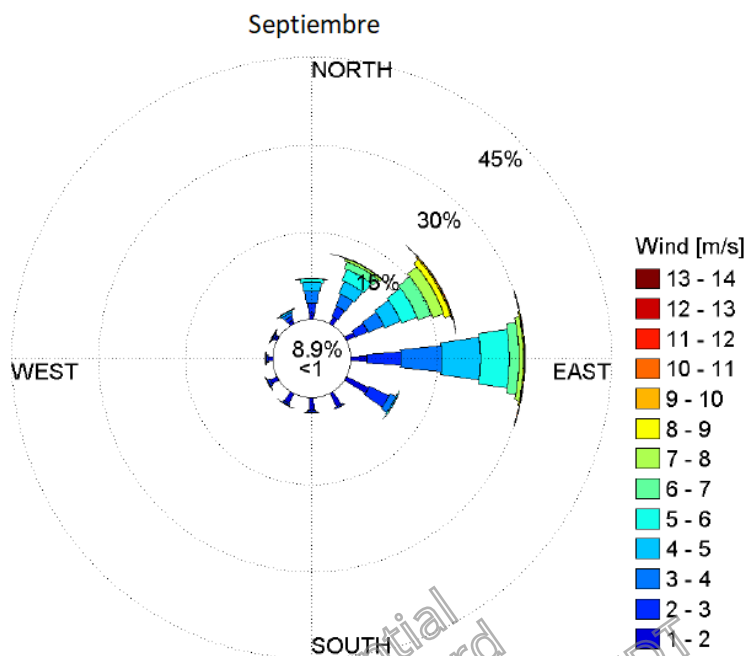 Septiembre
NORTH
45%
30%
15%
8.9%
<1
WEST
EAST
SOUTH
Wind [m/s]
13 - 14
12 - 13
11 - 12
10 - 11
9 - 10
8 - 9
7 - 8
6 - 7
5 - 6
4 - 5
3 - 4
2 - 3
1 - 2